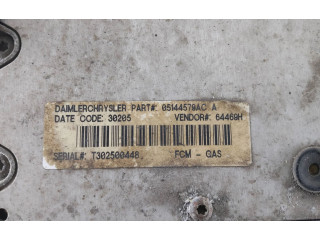 DAIMLERCHRYSLER PART#: 05144579AC A
DATE CODE: 30205 VENDOR#: 64469H
SERIAL#: T302500448 FCM - GAS